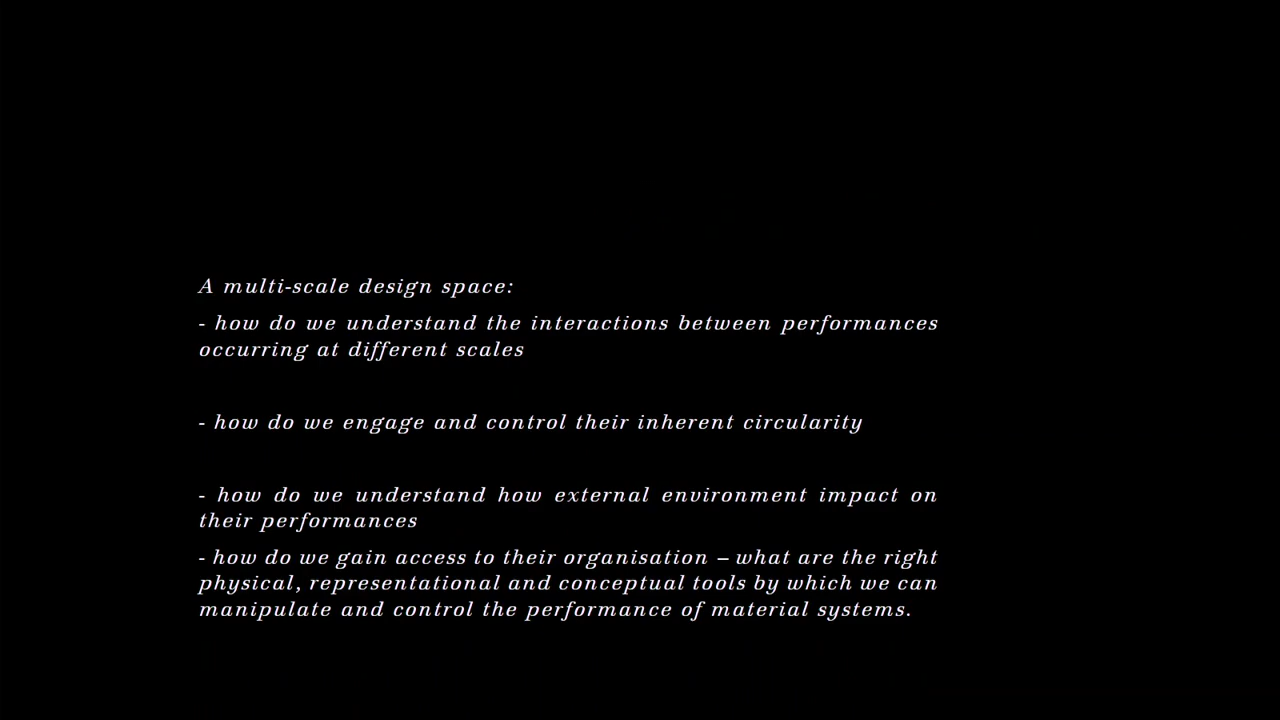 A multi-scale design space:
- how do we understand the interactions between performances
occurring at different scales
- how do we engage and control their inherent circularity
- how do we understand how external environment impact on
their performances
- how do we gain access to their organisation – what are the right
physical, representational and conceptual tools by which we can
manipulate and control the performance of material systems.